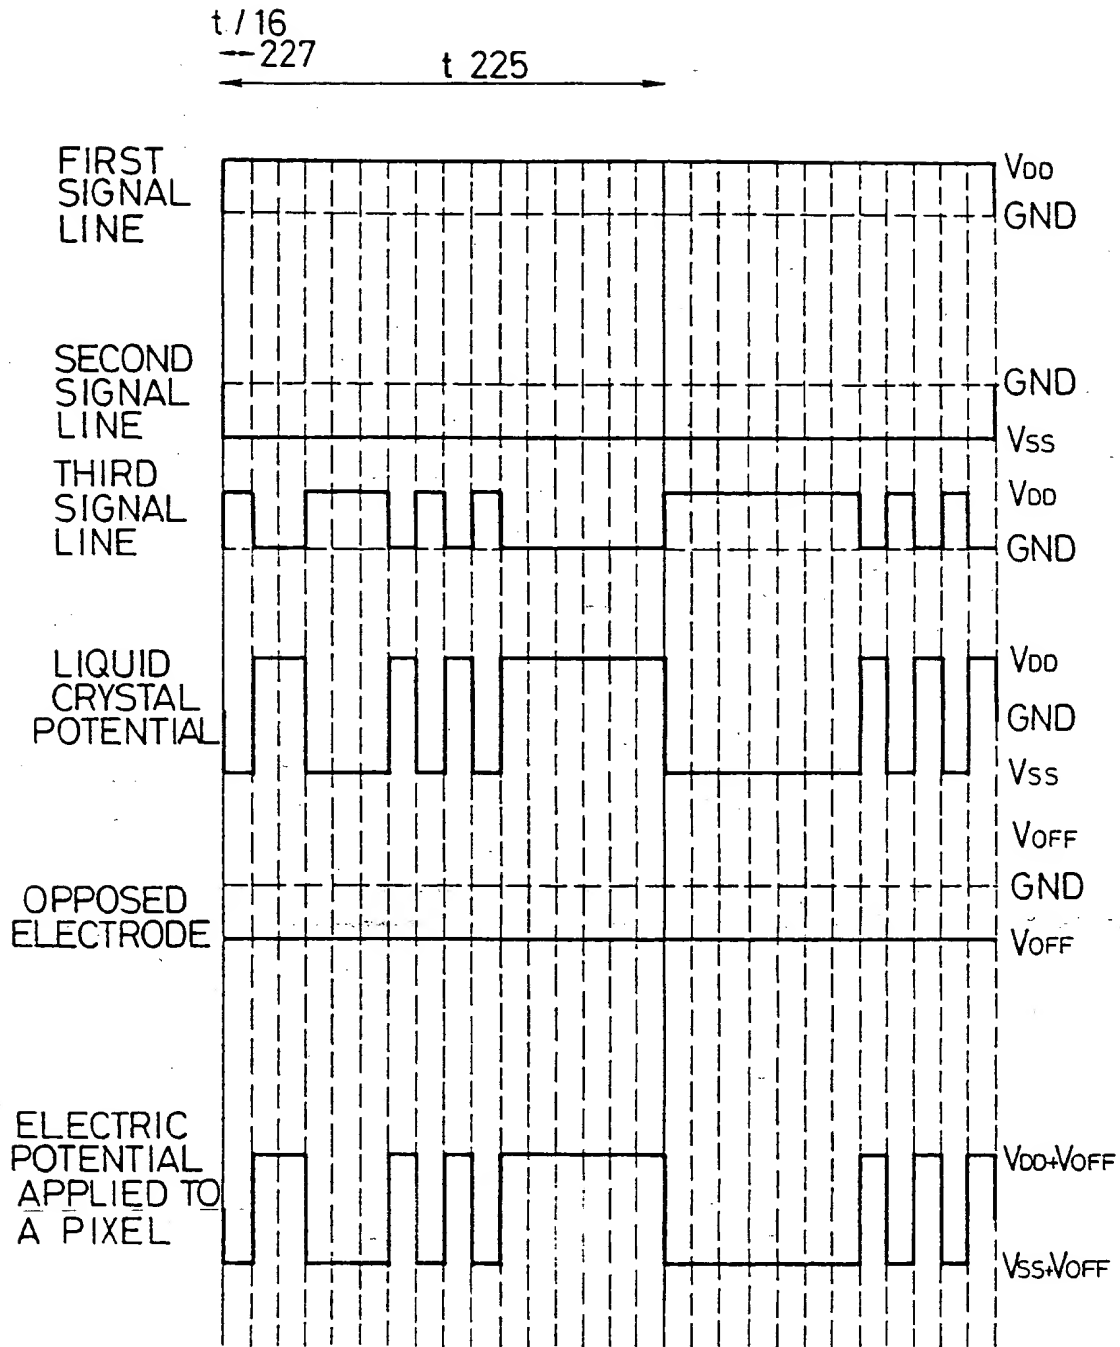 t / 16
227
t 225
FIRST
SIGNAL
LINE
VDD
GND
SECOND
SIGNAL
LINE
GND
VSS
THIRD
SIGNAL
LINE
VDD
GND
LIQUID
CRYSTAL
POTENTIAL
VDD
GND
VSS
VOFF
OPPOSED
ELECTRODE
GND
VOFF
ELECTRIC
POTENTIAL
APPLIED TO
A PIXEL
VDD+VOFF
VSS+VOFF